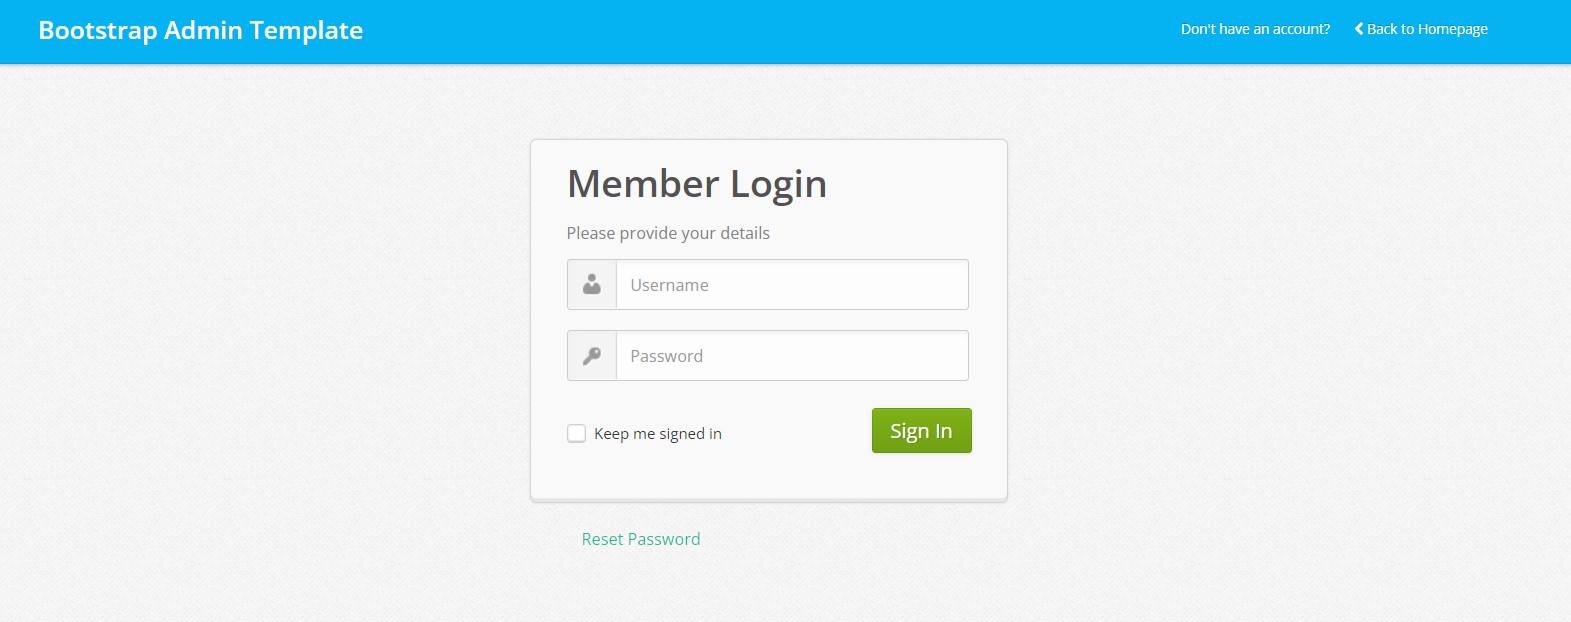 Bootstrap Admin Template
Don't have an account?
Back to Homepage
Member Login
Please provide your details
Username
Password
Keep me signed in
Sign In
Reset Password